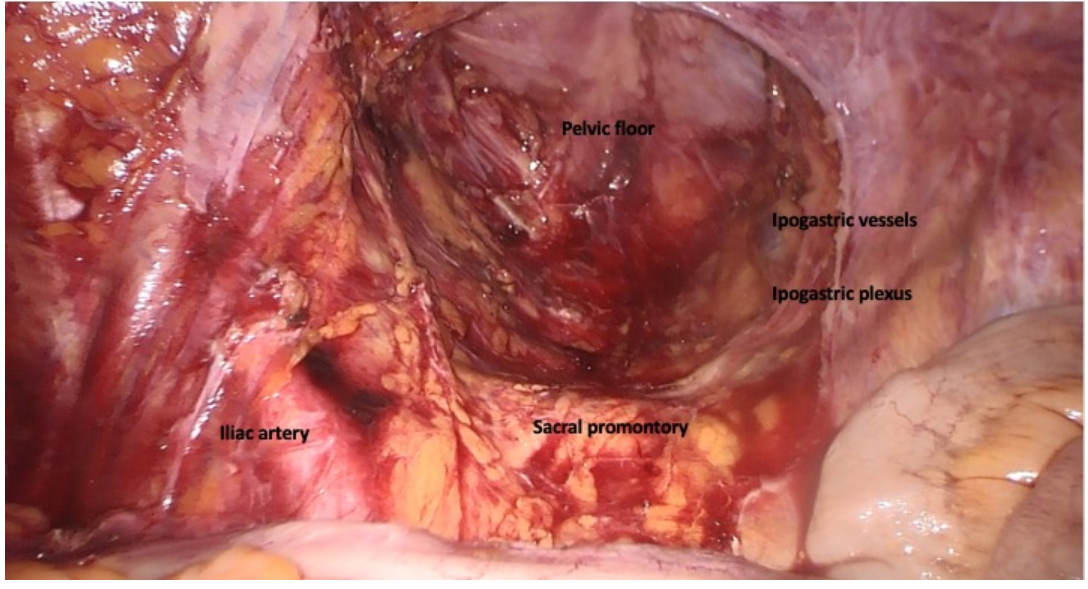 Pelvic floor
Ipogastric vessels
Ipogastric plexus
Iliac artery
Sacral promontory